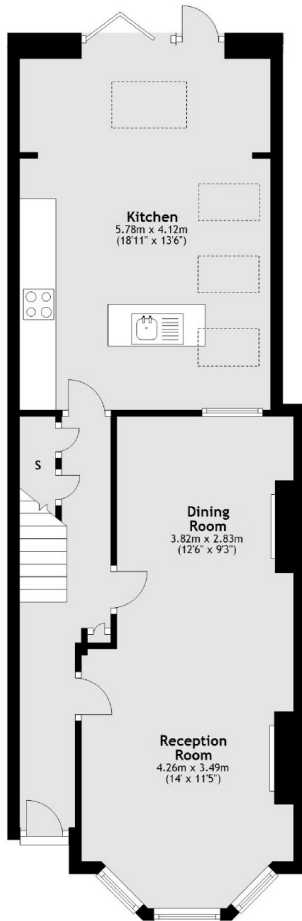 Kitchen
5.78m x 4.12m
(18'11" x 13'6")
S
Dining
Room
3.82m x 2.83m
(12'6" x 9'3")
Reception
Room
4.26m x 3.49m
(14' x 11'5")